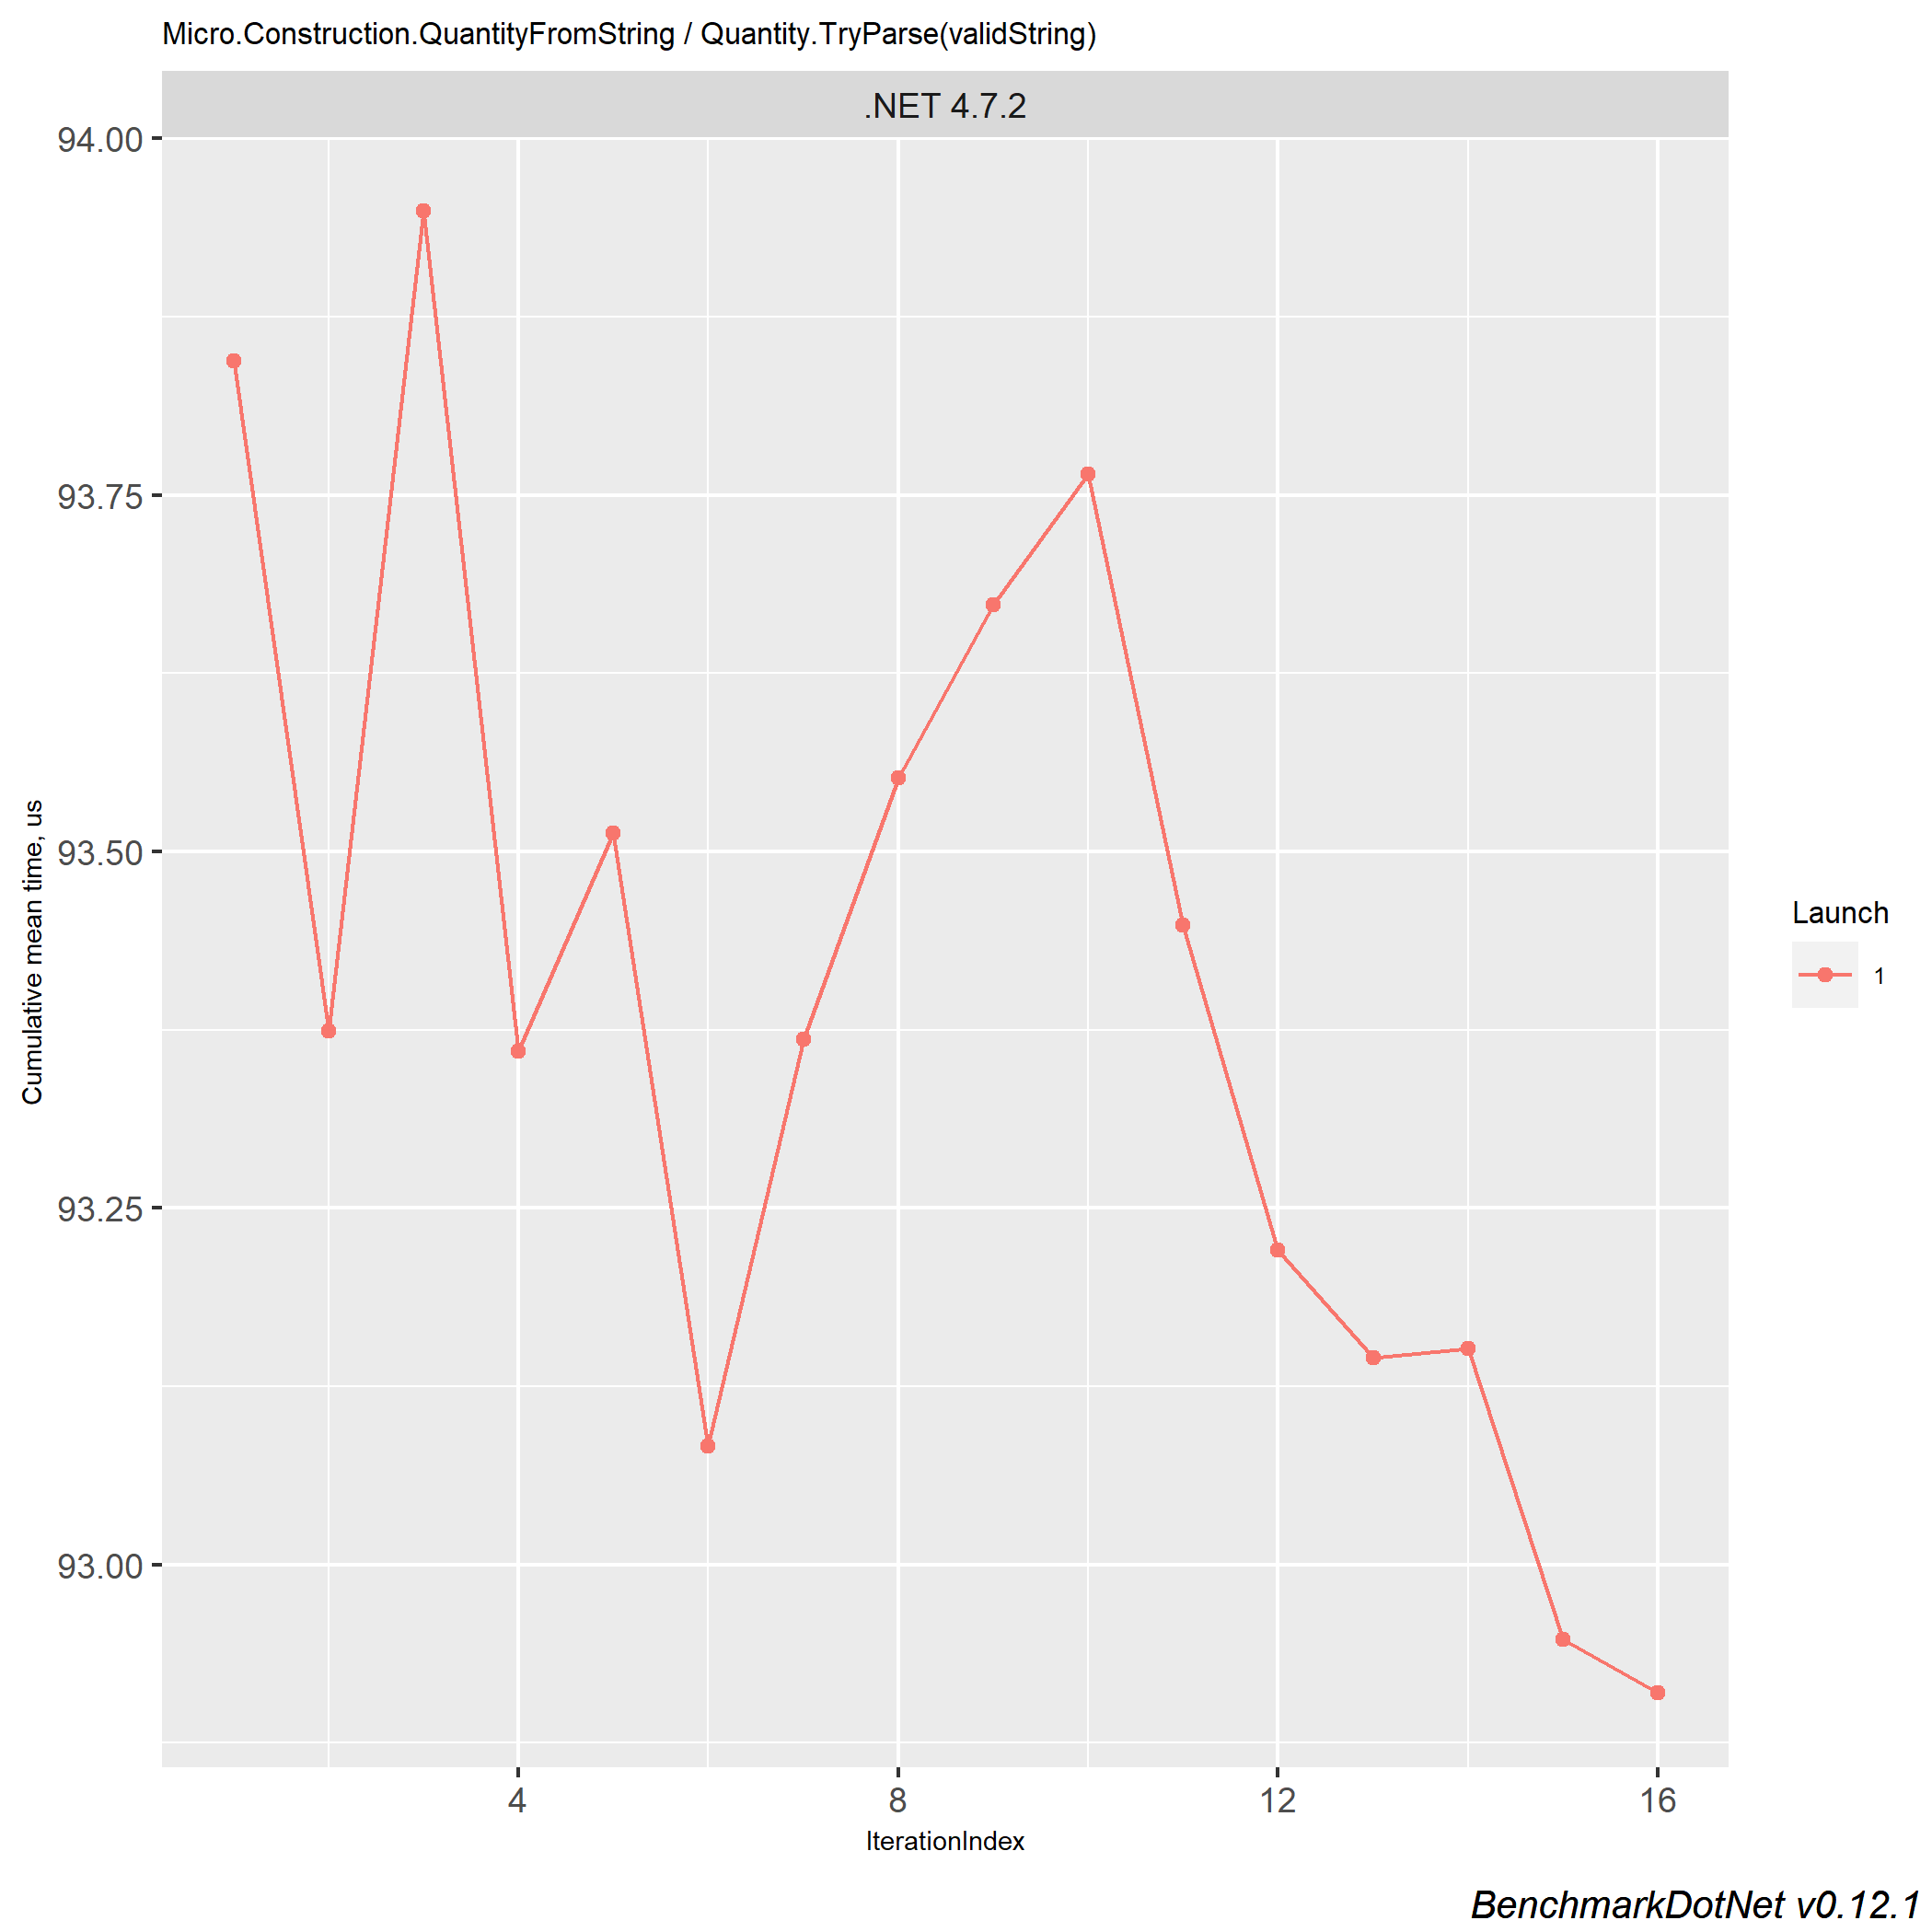 Micro.Construction.QuantityFromString / Quantity.TryParse(validString)
.NET 4.7.2
94.00
93.75
93.50
93.25
93.00
Cumulative mean time, us
4
8
12
16
IterationIndex
Launch
1
BenchmarkDotNet v0.12.1